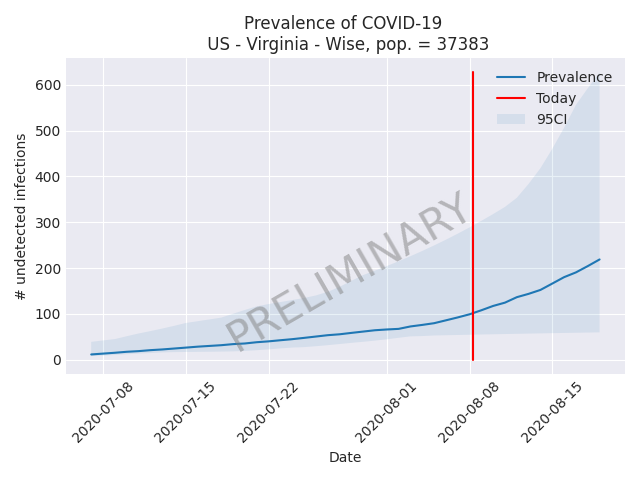 Prevalence of COVID-19
US - Virginia - Wise, pop. = 37383
Prevalence
Today
95CI
600
500
400
300
200
100
0
# undetected infections
PRELIMINARY
2020-07-08
2020-07-15
2020-07-22
2020-08-01
2020-08-08
2020-08-15
Date